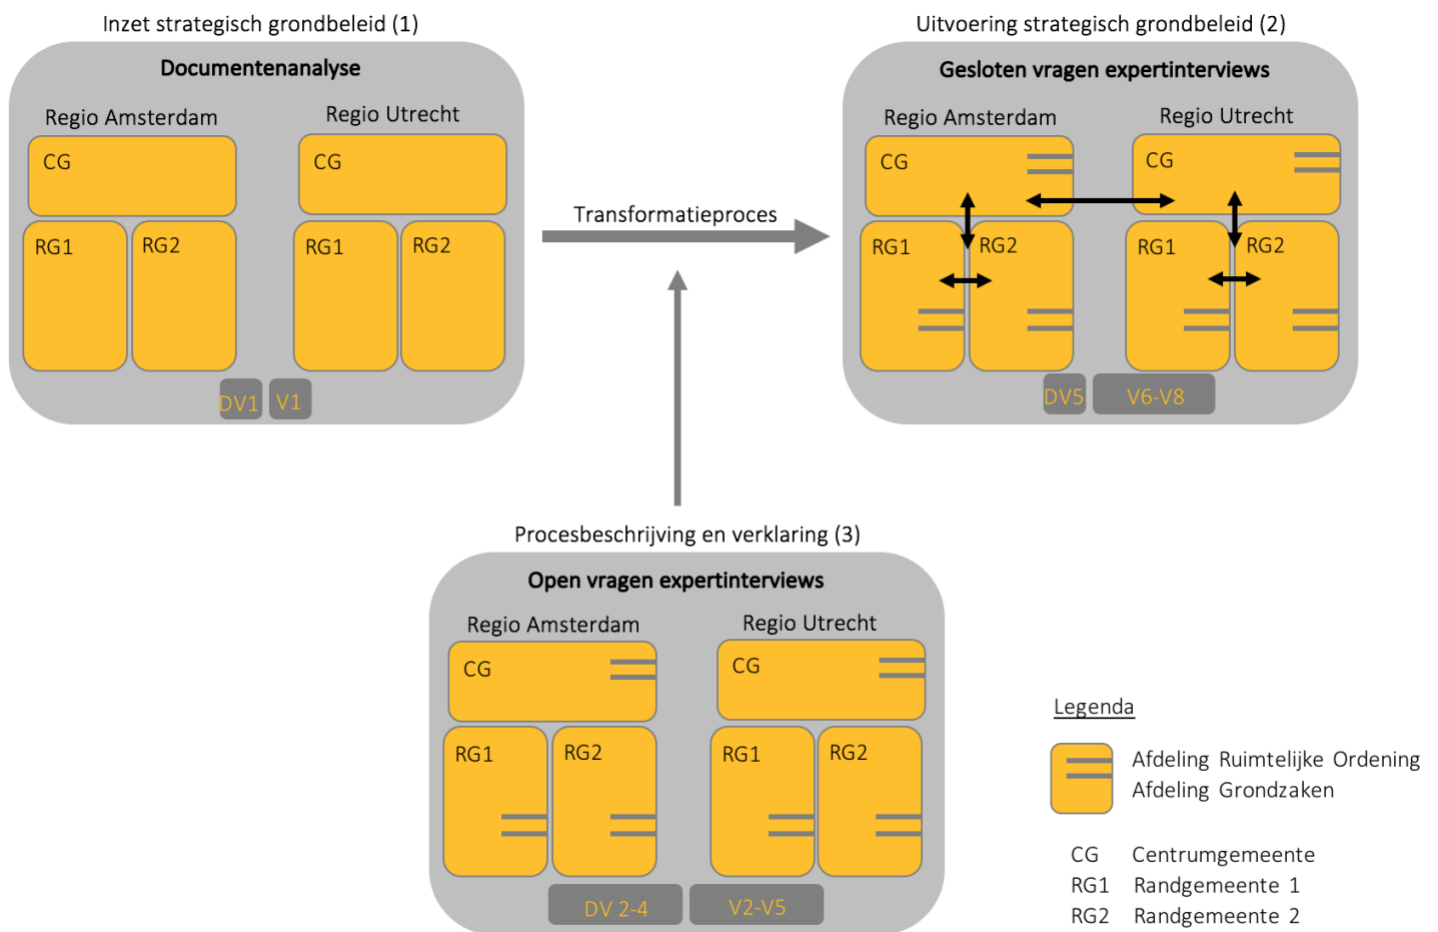 Inzet strategisch grondbeleid (1)
Documentenanalyse
Regio Amsterdam
Regio Utrecht
CG
CG
RG1
RG2
RG1
RG2
DV1
V1
Transformatieproces
Uitvoering strategisch grondbeleid (2)
Gesloten vragen expertinterviews
Regio Amsterdam
Regio Utrecht
CG
CG
RG1
RG2
RG1
RG2
DV5
V6-V8
Procesbeschrijving en verklaring (3)
Open vragen expertinterviews
Regio Amsterdam
Regio Utrecht
CG
CG
RG1
RG2
RG1
RG2
DV 2-4
V2-V5
Legenda
Afdeling Ruimtelijke Ordening
Afdeling Grondzaken
CG Centrumgemeente
RG1 Randgemeente 1
RG2 Randgemeente 2